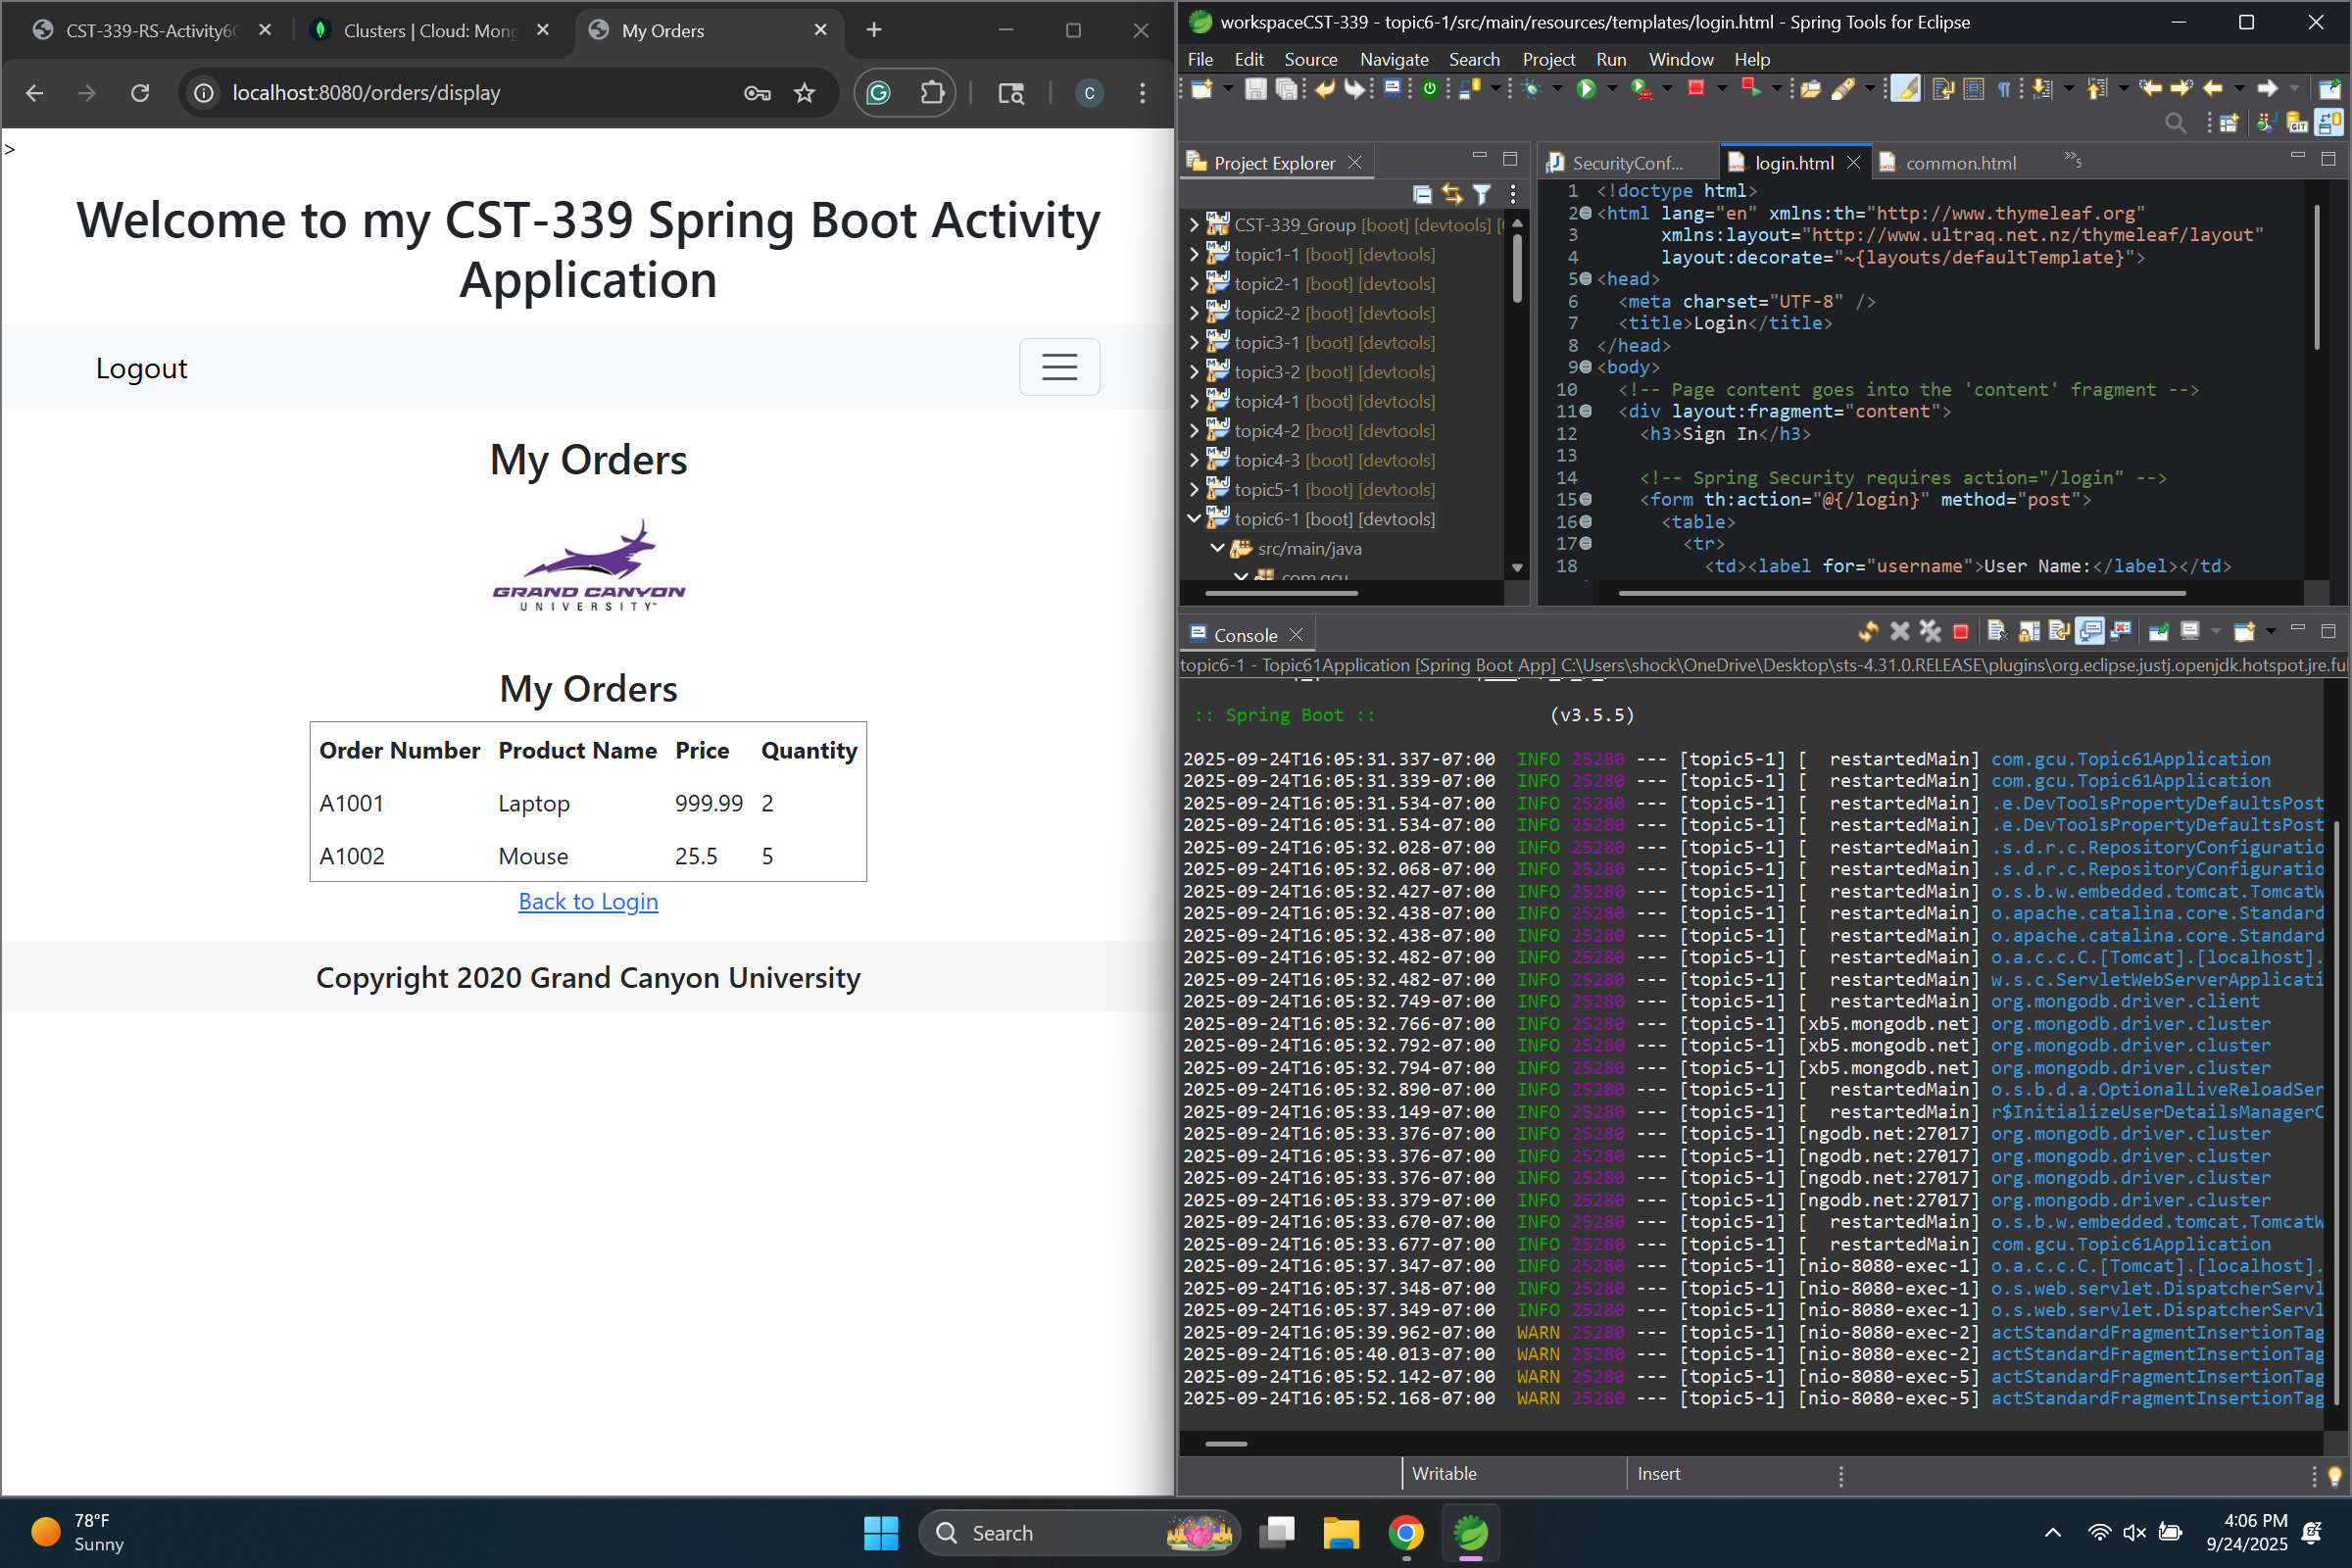 CST-339-RS-Activity6
Clusters | Cloud: Mong
My Orders
localhost:8080/orders/display
C
>
Welcome to my CST-339 Spring Boot Activity
Application
Logout
My Orders
GRAND CANYON
UNIVERSITY™
My Orders
Order Number Product Name Price Quantity
A1001 Laptop 999.99 2
A1002 Mouse 25.5 5
Back to Login
Copyright 2020 Grand Canyon University
workspaceCST-339 - topic6-1/src/main/resources/templates/login.html - Spring Tools for Eclipse
File Edit Source Navigate Search Project Run Window Help
Project Explorer
CST-339_Group [boot] [devtools]
topic1-1 [boot] [devtools]
topic2-1 [boot] [devtools]
topic2-2 [boot] [devtools]
topic3-1 [boot] [devtools]
topic3-2 [boot] [devtools]
topic4-1 [boot] [devtools]
topic4-2 [boot] [devtools]
topic4-3 [boot] [devtools]
topic5-1 [boot] [devtools]
topic6-1 [boot] [devtools]
src/main/java
com.gcu
SecurityConf... login.html common.html »5
1 <!doctype html>
2 <html lang="en" xmlns:th="http://www.thymeleaf.org"
3 xmlns:layout="http://www.ultraq.net.nz/thymeleaf/layout"
4 layout:decorate="~{layouts/defaultTemplate}">
5 <head>
6 <meta charset="UTF-8" />
7 <title>Login</title>
8 </head>
9 <body>
10 <!-- Page content goes into the 'content' fragment -->
11 <div layout:fragment="content">
12 <h3>Sign In</h3>
13
14 <!-- Spring Security requires action="/login" -->
15 <form th:action="@{/login}" method="post">
16 <table>
17 <tr>
18 <td><label for="username">User Name:</label></td>
Console
topic6-1 - Topic61Application [Spring Boot App] C:\Users\shock\OneDrive\Desktop\sts-4.31.0.RELEASE\plugins\org.eclipse.justj.openjdk.hotspot.jre.ful
:: Spring Boot :: (v3.5.5)
2025-09-24T16:05:31.337-07:00 INFO 25280 --- [topic5-1] [ restartedMain] com.gcu.Topic61Application
2025-09-24T16:05:31.339-07:00 INFO 25280 --- [topic5-1] [ restartedMain] com.gcu.Topic61Application
2025-09-24T16:05:31.534-07:00 INFO 25280 --- [topic5-1] [ restartedMain] .e.DevToolsPropertyDefaultsPost
2025-09-24T16:05:31.534-07:00 INFO 25280 --- [topic5-1] [ restartedMain] .e.DevToolsPropertyDefaultsPost
2025-09-24T16:05:32.028-07:00 INFO 25280 --- [topic5-1] [ restartedMain] .s.d.r.c.RepositoryConfiguratio
2025-09-24T16:05:32.068-07:00 INFO 25280 --- [topic5-1] [ restartedMain] .s.d.r.c.RepositoryConfiguratio
2025-09-24T16:05:32.427-07:00 INFO 25280 --- [topic5-1] [ restartedMain] o.s.b.w.embedded.tomcat.TomcatW
2025-09-24T16:05:32.438-07:00 INFO 25280 --- [topic5-1] [ restartedMain] o.apache.catalina.core.Standard
2025-09-24T16:05:32.438-07:00 INFO 25280 --- [topic5-1] [ restartedMain] o.apache.catalina.core.Standard
2025-09-24T16:05:32.482-07:00 INFO 25280 --- [topic5-1] [ restartedMain] o.a.c.c.C.[Tomcat].[localhost].
2025-09-24T16:05:32.482-07:00 INFO 25280 --- [topic5-1] [ restartedMain] w.s.c.ServletWebServerApplicati
2025-09-24T16:05:32.749-07:00 INFO 25280 --- [topic5-1] [ restartedMain] org.mongodb.driver.client
2025-09-24T16:05:32.766-07:00 INFO 25280 --- [topic5-1] [xb5.mongodb.net] org.mongodb.driver.cluster
2025-09-24T16:05:32.792-07:00 INFO 25280 --- [topic5-1] [xb5.mongodb.net] org.mongodb.driver.cluster
2025-09-24T16:05:32.794-07:00 INFO 25280 --- [topic5-1] [xb5.mongodb.net] org.mongodb.driver.cluster
2025-09-24T16:05:32.890-07:00 INFO 25280 --- [topic5-1] [ restartedMain] o.s.b.d.a.OptionalLiveReloadSer
2025-09-24T16:05:33.149-07:00 INFO 25280 --- [topic5-1] [ restartedMain] r$InitializeUserDetailsManagerC
2025-09-24T16:05:33.376-07:00 INFO 25280 --- [topic5-1] [ngodb.net:27017] org.mongodb.driver.cluster
2025-09-24T16:05:33.376-07:00 INFO 25280 --- [topic5-1] [ngodb.net:27017] org.mongodb.driver.cluster
2025-09-24T16:05:33.376-07:00 INFO 25280 --- [topic5-1] [ngodb.net:27017] org.mongodb.driver.cluster
2025-09-24T16:05:33.379-07:00 INFO 25280 --- [topic5-1] [ngodb.net:27017] org.mongodb.driver.cluster
2025-09-24T16:05:33.670-07:00 INFO 25280 --- [topic5-1] [ restartedMain] o.s.b.w.embedded.tomcat.TomcatW
2025-09-24T16:05:33.677-07:00 INFO 25280 --- [topic5-1] [ restartedMain] com.gcu.Topic61Application
2025-09-24T16:05:37.347-07:00 INFO 25280 --- [topic5-1] [nio-8080-exec-1] o.a.c.c.C.[Tomcat].[localhost].
2025-09-24T16:05:37.348-07:00 INFO 25280 --- [topic5-1] [nio-8080-exec-1] o.s.web.servlet.DispatcherServl
2025-09-24T16:05:37.349-07:00 INFO 25280 --- [topic5-1] [nio-8080-exec-1] o.s.web.servlet.DispatcherServl
2025-09-24T16:05:39.962-07:00 WARN 25280 --- [topic5-1] [nio-8080-exec-2] actStandardFragmentInsertionTag
2025-09-24T16:05:40.013-07:00 WARN 25280 --- [topic5-1] [nio-8080-exec-2] actStandardFragmentInsertionTag
2025-09-24T16:05:52.142-07:00 WARN 25280 --- [topic5-1] [nio-8080-exec-5] actStandardFragmentInsertionTag
2025-09-24T16:05:52.168-07:00 WARN 25280 --- [topic5-1] [nio-8080-exec-5] actStandardFragmentInsertionTag
Writable Insert
78°F
Sunny
Search
4:06 PM
9/24/2025